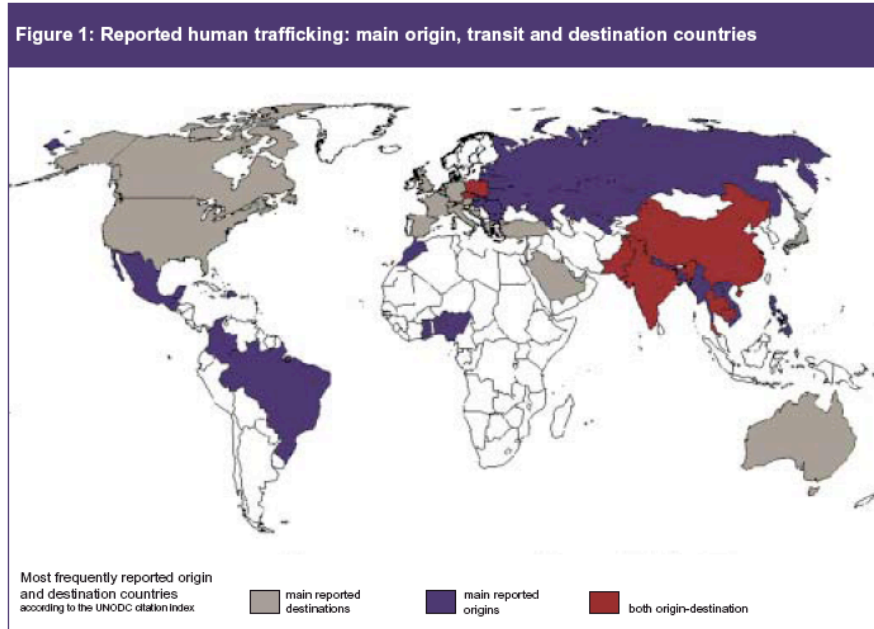 Figure 1: Reported human trafficking: main origin, transit and destination countries
Most frequently reported origin
and destination countries
according to the UNODC citation index
main reported
destinations
main reported
origins
both origin-destination